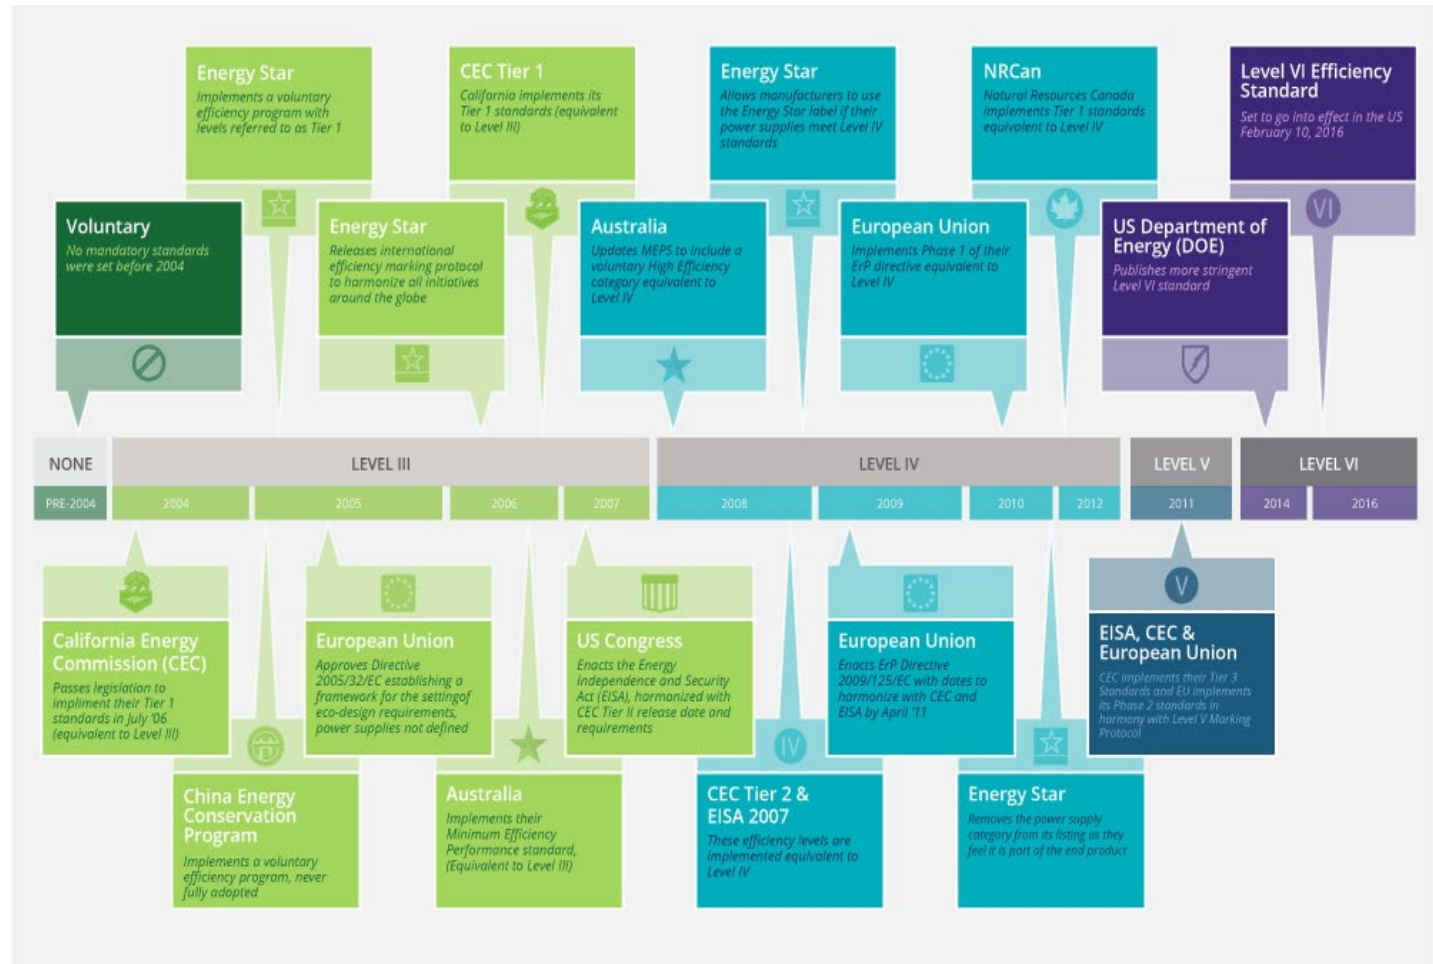 Energy Star
Implements a voluntary
efficiency program with
levels referred to as Tier 1
CEC Tier 1
California implements its
Tier 1 standards (equivalent
to Level III)
Energy Star
Allows manufacturers to use
the Energy Star label if their
power supplies meet Level IV
standards
NRCan
Natural Resources Canada
implements Tier 1 standards
equivalent to Level IV
Level VI Efficiency
Standard
Set to go into effect in the US
February 10, 2016
VI
Voluntary
No mandatory standards
were set before 2004
Energy Star
Releases international
efficiency marking protocol
to harmonize all initiatives
around the globe
Australia
Updates MEPS to include a
voluntary High Efficiency
category equivalent to
Level IV
European Union
Implements Phase 1 of their
ErP directive equivalent to
Level IV
US Department of
Energy (DOE)
Publishes more stringent
Level VI standard
NONE LEVEL III LEVEL IV LEVEL V LEVEL VI
PRE-2004 2004 2005 2006 2007 2008 2009 2010 2012 2011 2014 2016
California Energy
Commission (CEC)
Passes legislation to
impliment their Tier 1
standards in July '06
(equivalent to Level III)
European Union
Approves Directive
2005/32/EC establishing a
framework for the settingof
eco-design requirements,
power supplies not defined
US Congress
Enacts the Energy
Independence and Security
Act (EISA), harmonized with
CEC Tier II release date and
requirements
European Union
Enacts ErP Directive
2009/125/EC with dates to
harmonize with CEC and
EISA by April '11
V
EISA, CEC &
European Union
CEC implements their Tier 3
Standards and EU implements
its Phase 2 standards in
harmony with Level V Marking
Protocol
China Energy
Conservation
Program
Implements a voluntary
efficiency program, never
fully adopted
Australia
Implements their
Minimum Efficiency
Performance standard,
(Equivalent to Level III)
IV
CEC Tier 2 &
EISA 2007
These efficiency levels are
implemented equivalent to
Level IV
Energy Star
Removes the power supply
category from its listing as they
feel it is part of the end product